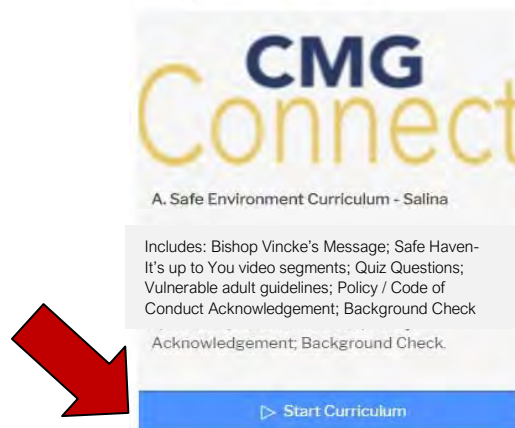 CMG
Connect
A. Safe Environment Curriculum - Salina
Includes: Bishop Vincke's Message; Safe Haven-
It's up to You video segments; Quiz Questions;
Vulnerable adult guidelines; Policy / Code of
Conduct Acknowledgement; Background Check
Acknowledgement; Background Check.
▷ Start Curriculum